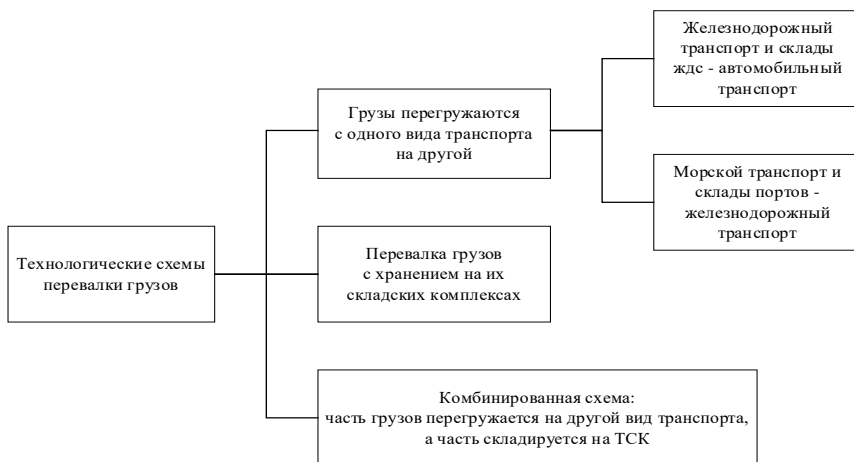 Технологические схемы
перевалки грузов
Грузы перегружаются
с одного вида транспорта
на другой
Железнодорожный
транспорт и склады
ждс - автомобильный
транспорт
Морской транспорт и
склады портов -
железнодорожный
транспорт
Перевалка грузов
с хранением на их
складских комплексах
Комбинированная схема:
часть грузов перегружается на другой вид транспорта,
а часть складируется на ТСК